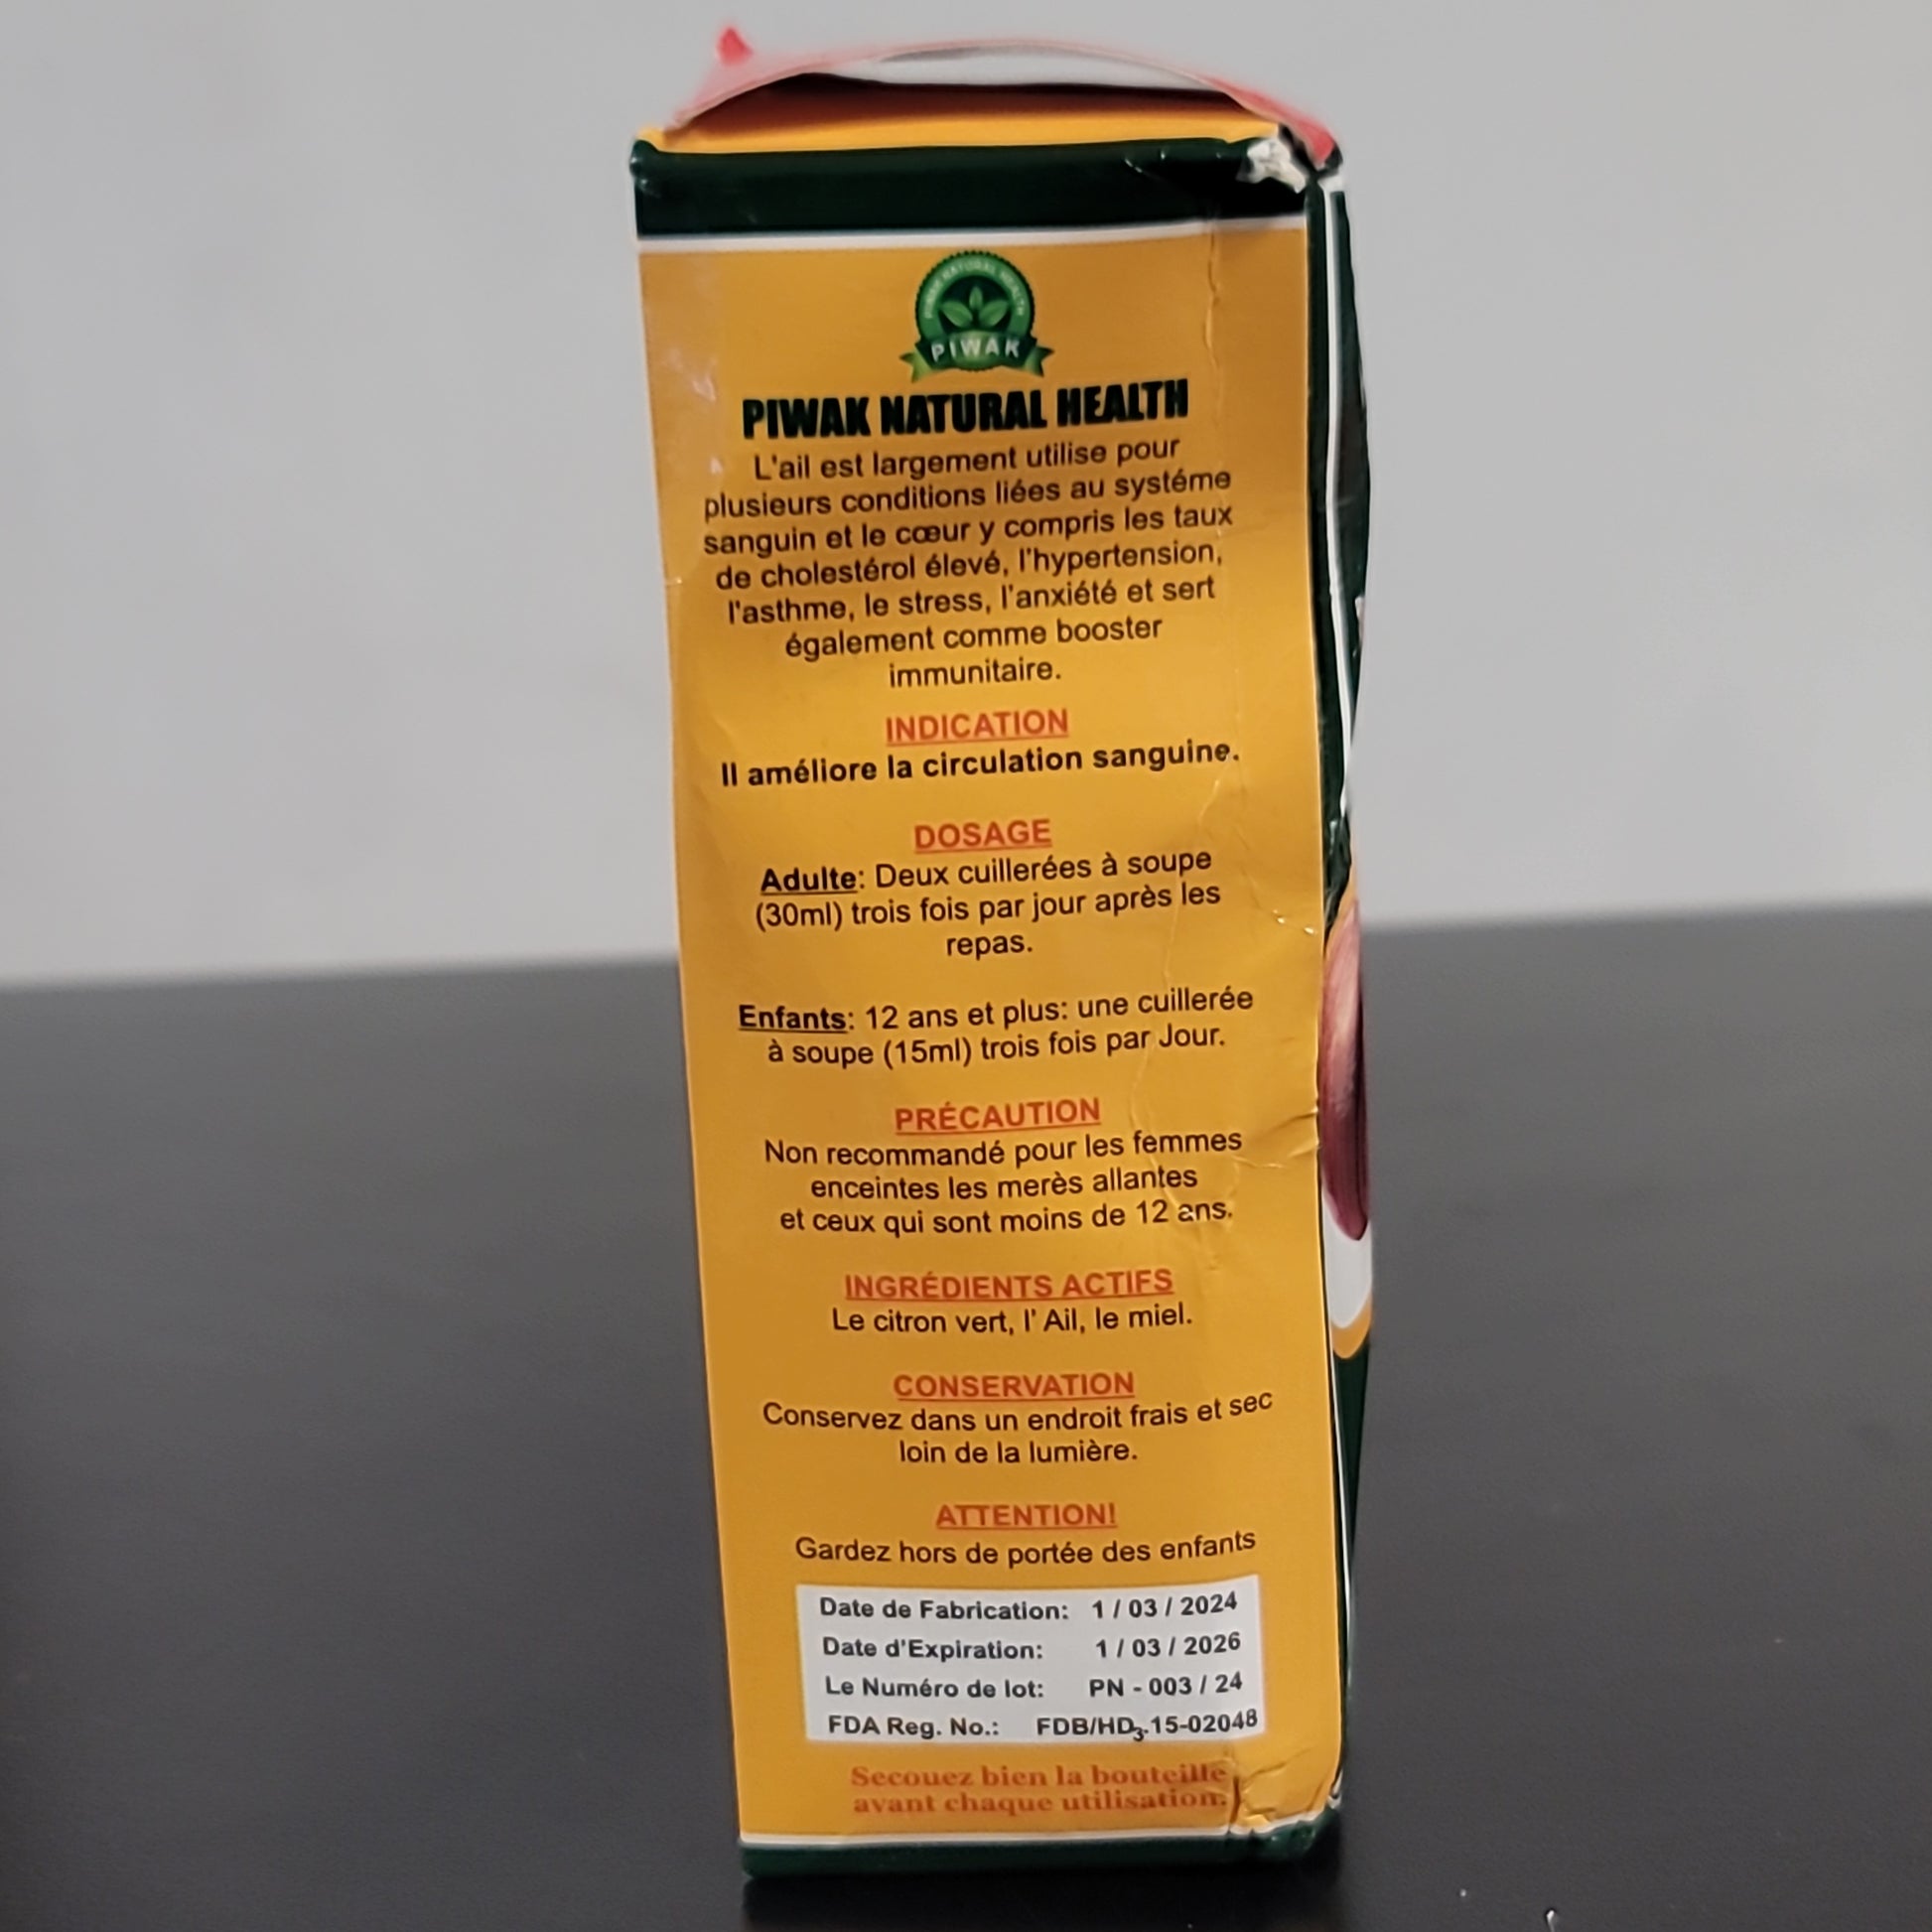 PIWAK NATURAL HEALTH
PIWAK
PIWAK NATURAL HEALTH
L'ail est largement utilise pour
plusieurs conditions liées au systéme
sanguin et le cœur y compris les taux
de cholestérol élevé, l'hypertension,
l'asthme, le stress, l'anxiété et sert
également comme booster
immunitaire.
INDICATION
Il améliore la circulation sanguine.
DOSAGE
Adulte: Deux cuillerées à soupe
(30ml) trois fois par jour après les
repas.
Enfants: 12 ans et plus: une cuillerée
à soupe (15ml) trois fois par Jour.
PRÉCAUTION
Non recommandé pour les femmes
enceintes les merès allantes
et ceux qui sont moins de 12 ans.
INGRÉDIENTS ACTIFS
Le citron vert, l' Ail, le miel.
CONSERVATION
Conservez dans un endroit frais et sec
loin de la lumière.
ATTENTION!
Gardez hors de portée des enfants
Date de Fabrication: 1 / 03 / 2024
Date d'Expiration: 1 / 03 / 2026
Le Numéro de lot: PN - 003 / 24
FDA Reg. No.: FDB/HD₃.15-02048
Secouez bien la bouteille
avant chaque utilisation.